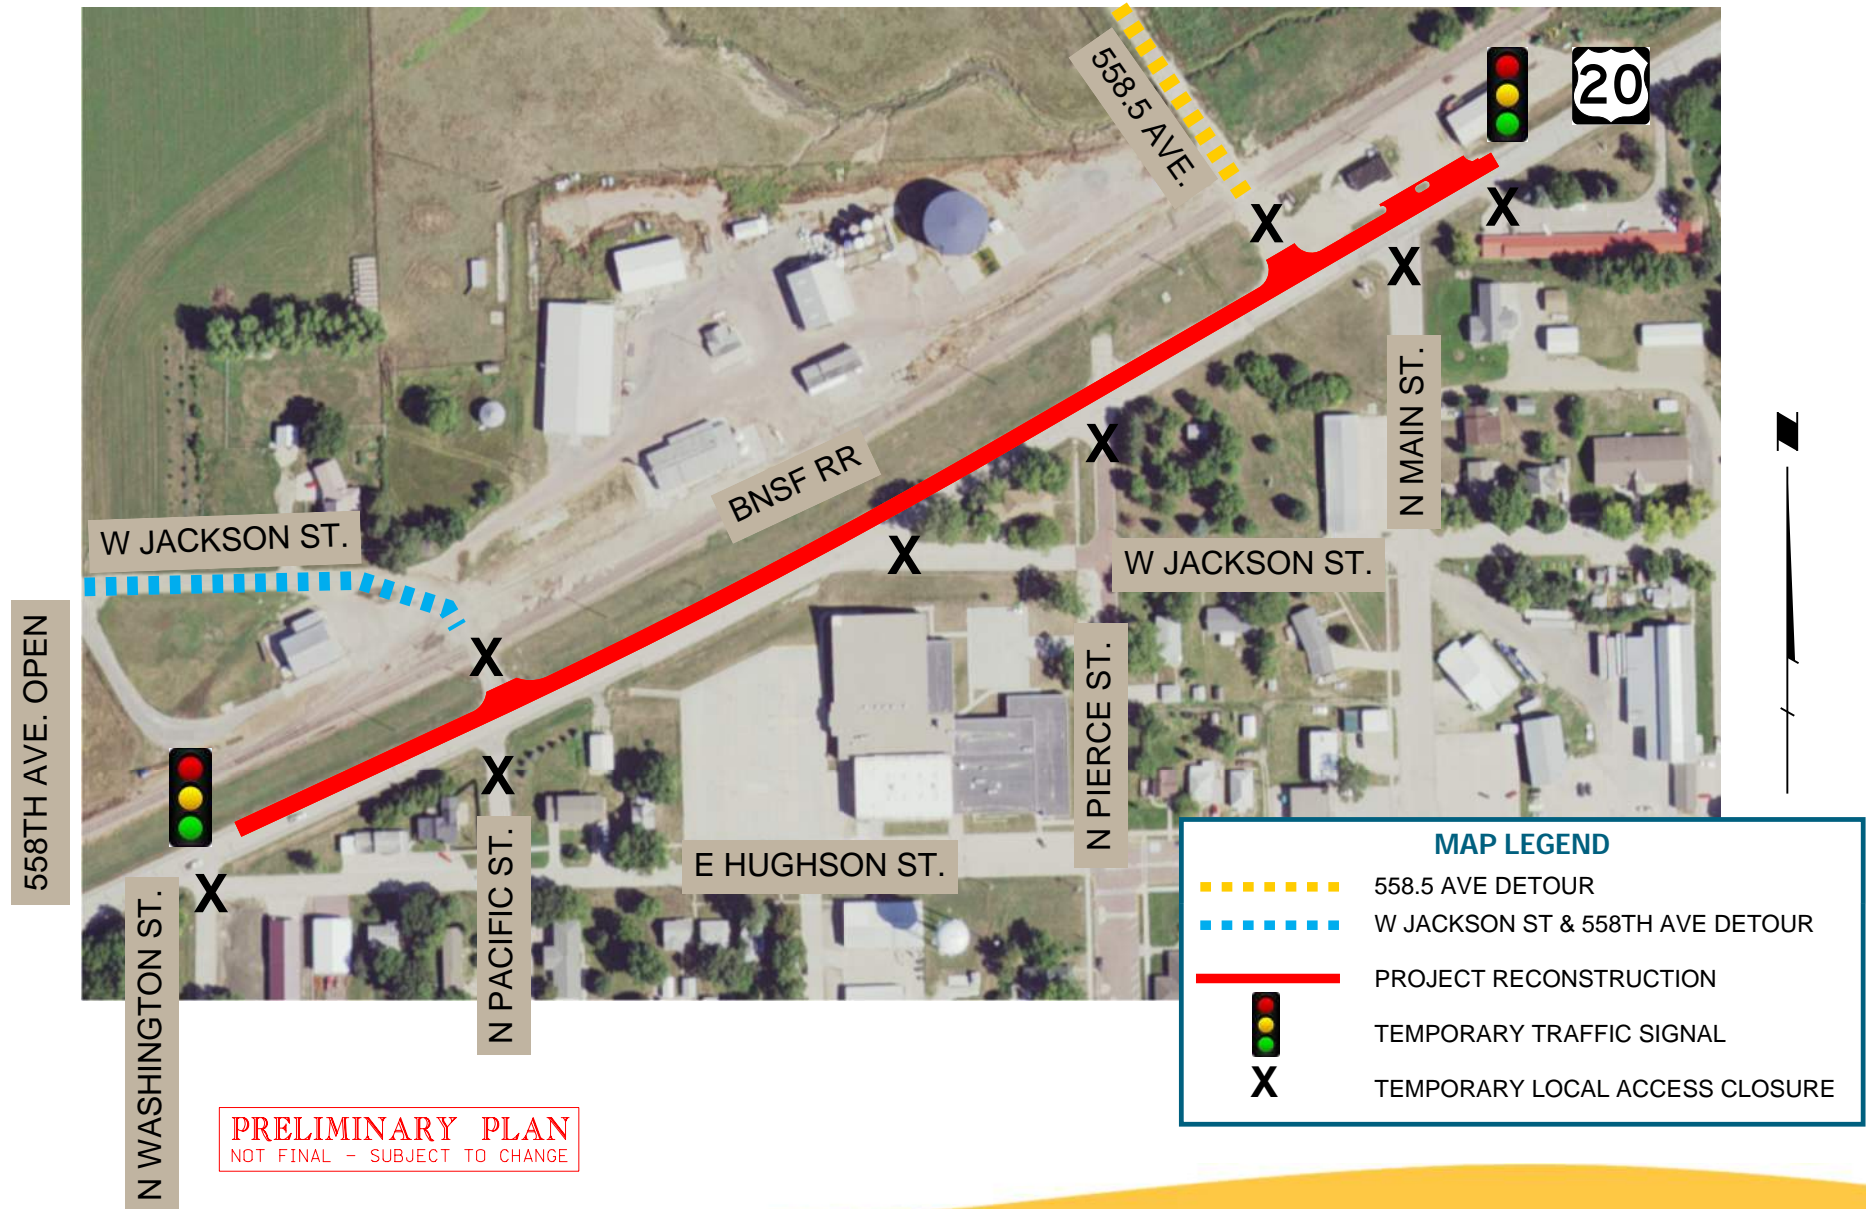 558.5 AVE.
20
W JACKSON ST.
BNSF RR
N MAIN ST.
W JACKSON ST.
558TH AVE. OPEN
N PIERCE ST.
E HUGHSON ST.
N PACIFIC ST.
N WASHINGTON ST.
X
X
X
X
X
X
X
X
X
MAP LEGEND
558.5 AVE DETOUR
W JACKSON ST & 558TH AVE DETOUR
PROJECT RECONSTRUCTION
TEMPORARY TRAFFIC SIGNAL
X TEMPORARY LOCAL ACCESS CLOSURE
PRELIMINARY PLAN
NOT FINAL - SUBJECT TO CHANGE